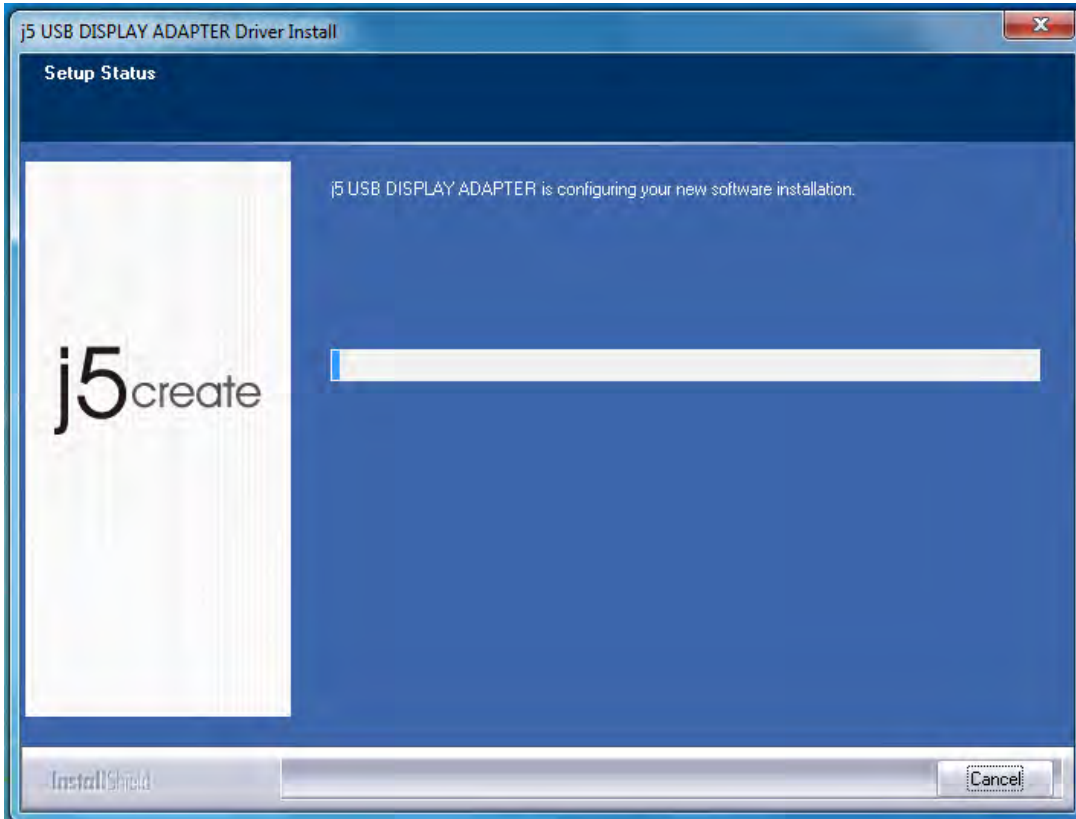 j5 USB DISPLAY ADAPTER Driver Install
Setup Status
j5 USB DISPLAY ADAPTER is configuring your new software installation.
j5create
InstallShield
Cancel